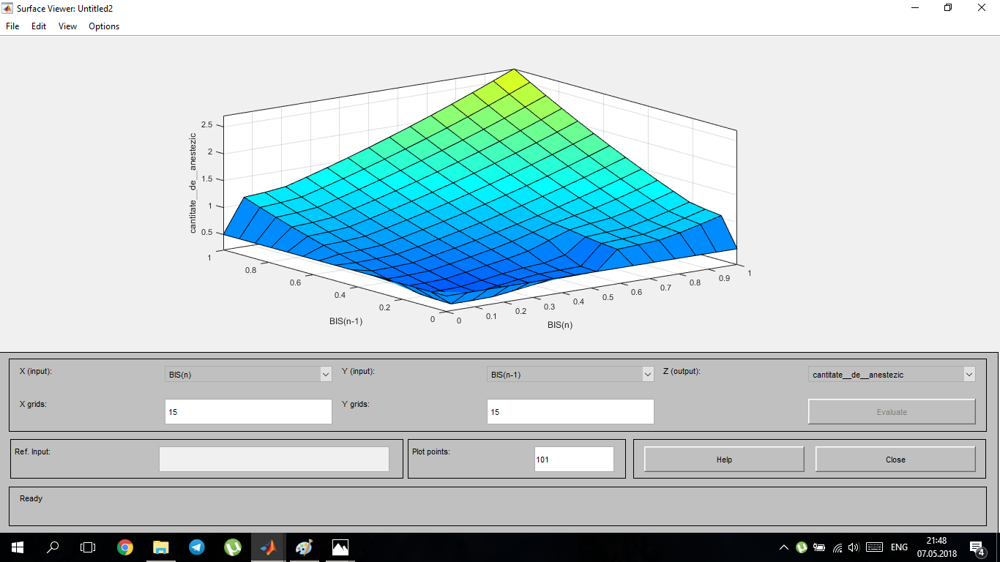 Surface Viewer: Untitled2
File Edit View Options
cantitate__de__anestezic
2.5
2
1.5
1
0.5
1
0.8
0.6
0.4
0.2
0
BIS(n-1)
0
0.1
0.2
0.3
0.4
0.5
0.6
0.7
0.8
0.9
1
BIS(n)
X (input): BIS(n) Y (input): BIS(n-1) Z (output): cantitate__de__anestezic
X grids: 15 Y grids: 15 Evaluate
Ref. Input: Plot points: 101 Help Close
Ready
ENG 21:48
07.05.2018
4